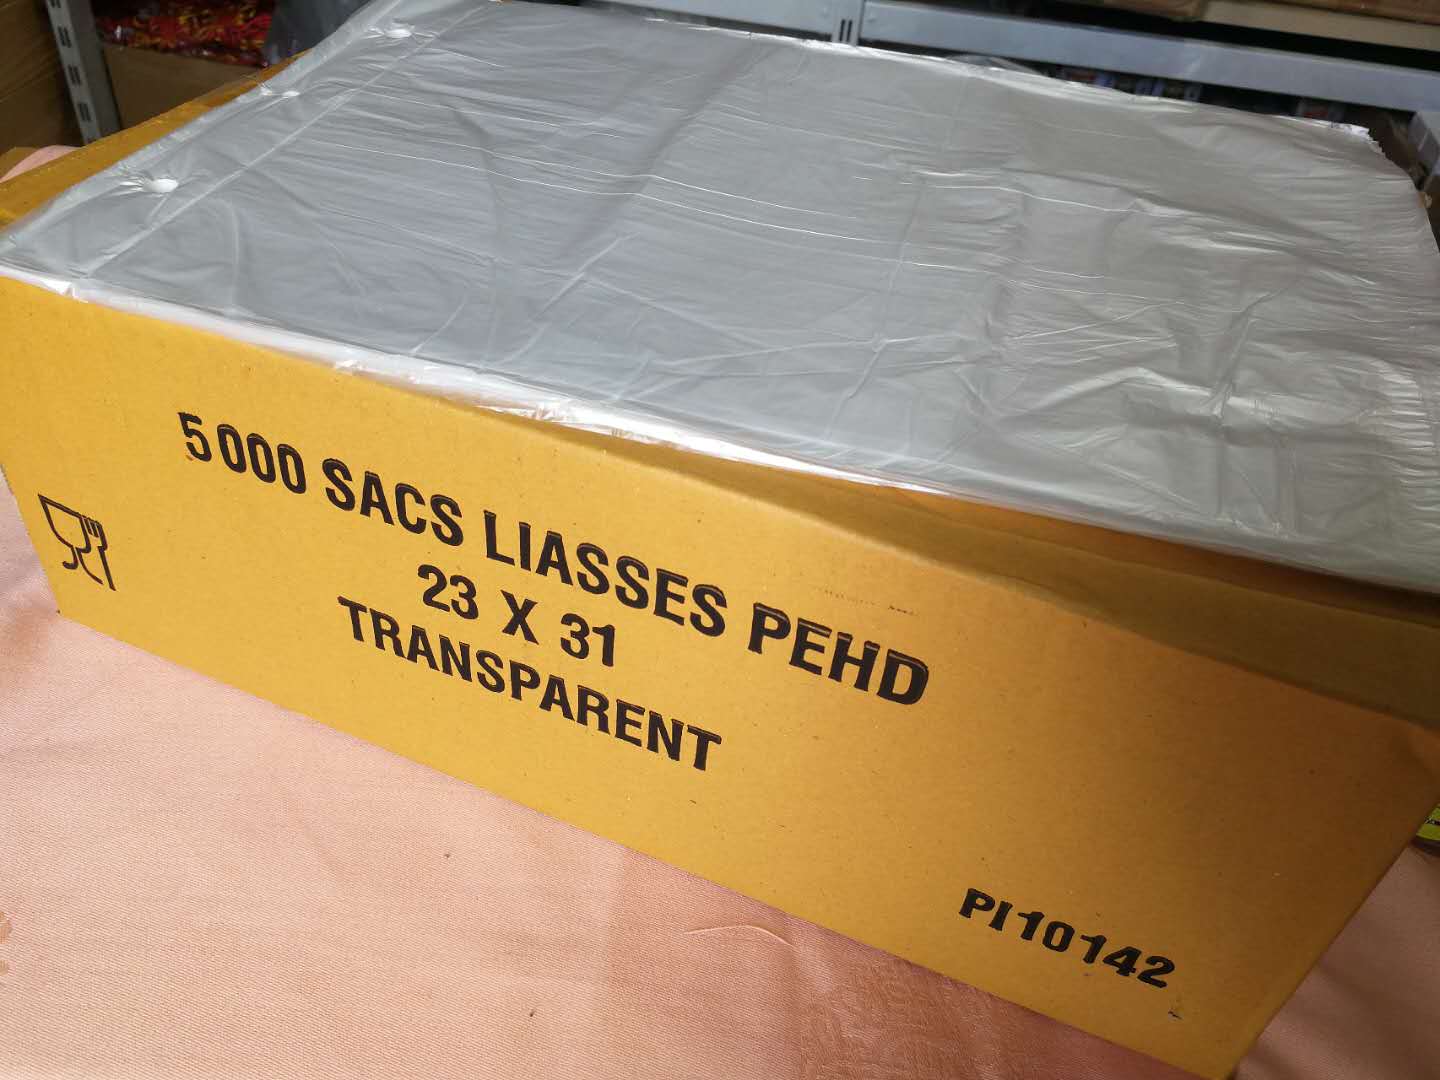 5000 SACS LIASSES PEHD
23 X 31
TRANSPARENT
PI10142